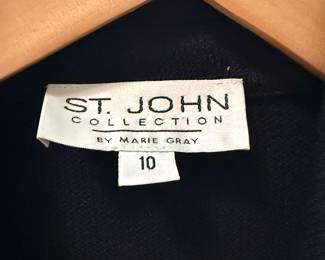 ST. JOHN
COLLECTION
BY MARIE GRAY
10